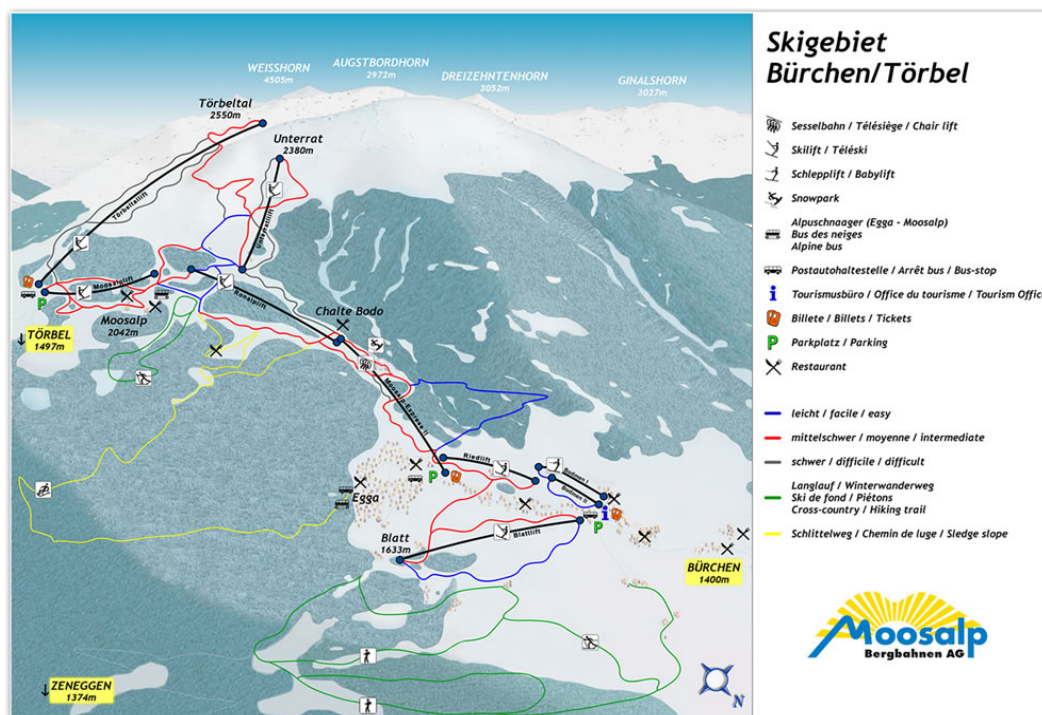 WEISSHORN
4505m
AUGSTBORDHORN
2972m
DREIZEHNTENHORN
3052m
GINALSHORN
3027m
Törbeltal
2550m
Unterrat
2380m
Törbeltallift
Unterratlift
Moosalplift
Ronalplift
P
Moosalp
2042m
Chalte Bodo
↓ TÖRBEL
1497m
Moosalp-Express II
Riedlift
Bodmen I
Bodmen II
P
Egga
i
P
Blatt
1633m
Blattlift
BÜRCHEN
1400m
↓ ZENEGGEN
1374m
N
Skigebiet
Bürchen/Törbel
Sesselbahn / Télésiège / Chair lift
Skilift / Téléski
Schlepplift / Babylift
Snowpark
Alpuschnaager (Egga - Moosalp)
Bus des neiges
Alpine bus
Postautohaltestelle / Arrêt bus / Bus-stop
i Tourismusbüro / Office du tourisme / Tourism Office
Billete / Billets / Tickets
P Parkplatz / Parking
Restaurant
leicht / facile / easy
mittelschwer / moyenne / intermediate
schwer / difficile / difficult
Langlauf / Winterwanderweg
Ski de fond / Piétons
Cross-country / Hiking trail
Schlittelweg / Chemin de luge / Sledge slope
Moosalp
Bergbahnen AG